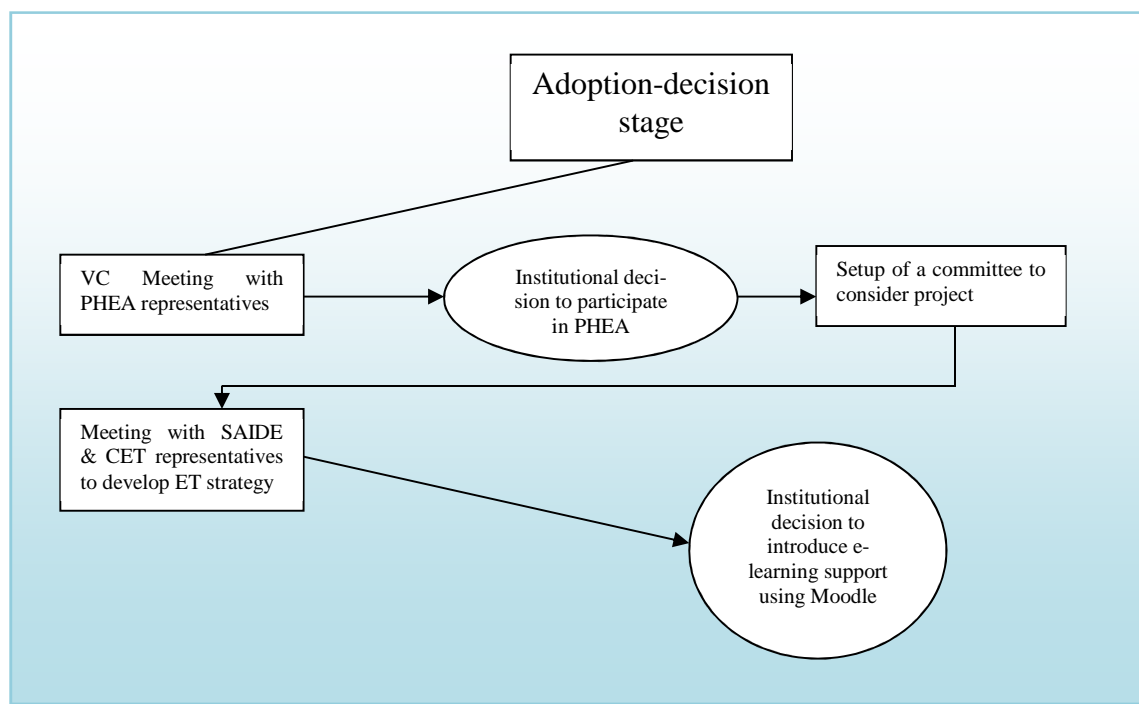 Adoption-decision
stage
VC Meeting with
PHEA representatives
Institutional deci-
sion to participate
in PHEA
Setup of a committee to
consider project
Meeting with SAIDE
& CET representatives
to develop ET strategy
Institutional
decision to
introduce e-
learning support
using Moodle